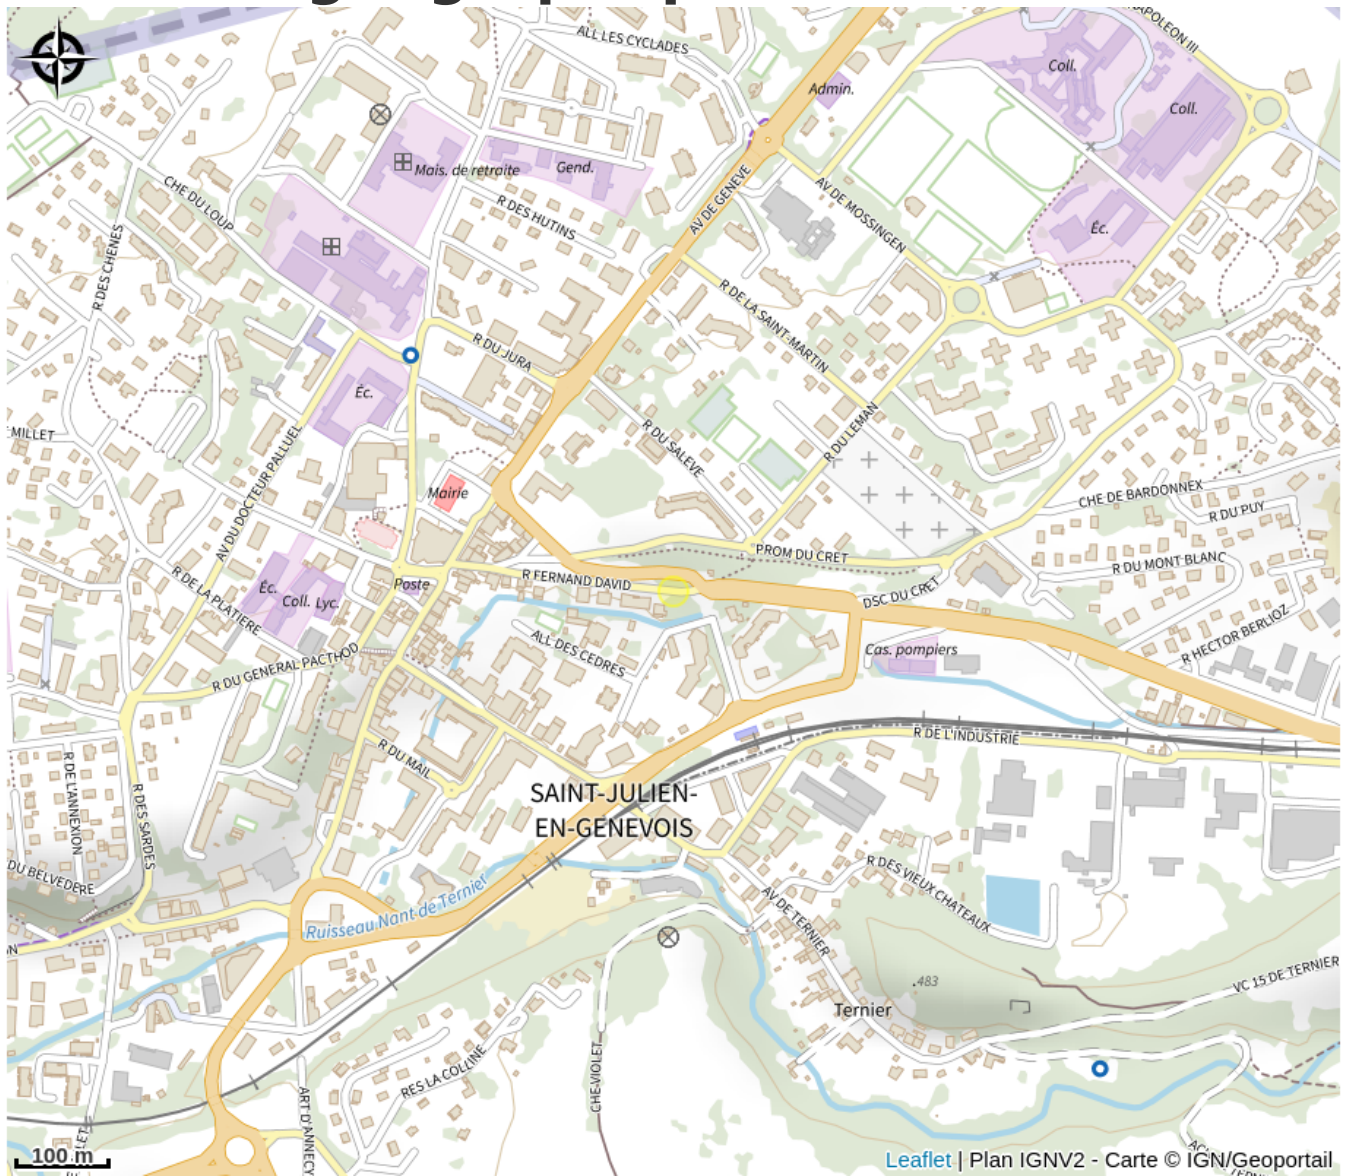 ALL LES CYCLADES
Coll.
Admin.
Coll.
Mais. de retraite
Gend.
CHE DU LOUP
R DES HUTINS
AV DE GENEVE
AV DE MOSSINGEN
Éc.
R DES CHENES
R DE LA SAINT-MARTIN
R DU JURA
Éc.
R DU SALEVE
R DU LEMAN
MILLET
AV DU DOCTEUR PALLUEL
Mairie
CHE DE BARDONNEX
R DU PUY
PROM DU CRET
R DU MONT BLANC
R DE LA PLATIERE
Poste
R FERNAND DAVID
Éc.
Coll. Lyc.
DSC DU CRET
R HECTOR BERLIOZ
ALL DES CEDRES
Cas. pompiers
R DU GENERAL PACTHOD
R DE L'INDUSTRIE
R DU MAIL
R DE L'ANNEXION
R DES SARDES
SAINT-JULIEN-
EN-GENEVOIS
DU BELVEDERE
R DES VIEUX CHATEAUX
AV DE TERNIER
Ruisseau Nant de Ternier
.483
VC 15 DE TERNIER
Ternier
RES LA COLLINE
CHE VIOLET
ART D'ANNECY
100 m
Leaflet | Plan IGNV2 - Carte © IGN/Geoportail